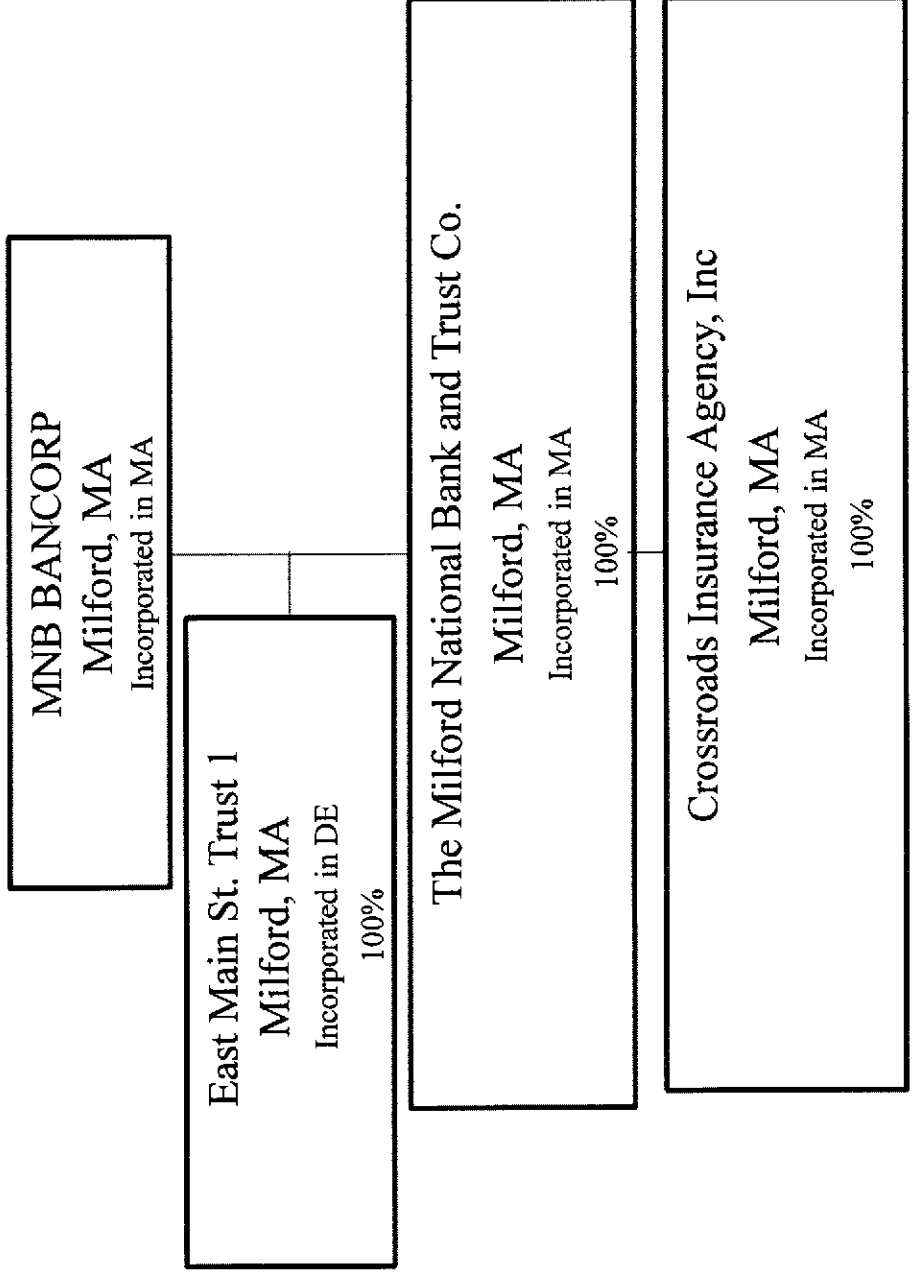 MNB BANCORP
Milford, MA
Incorporated in MA
East Main St. Trust 1
Milford, MA
Incorporated in DE
100%
The Milford National Bank and Trust Co.
Milford, MA
Incorporated in MA
100%
Crossroads Insurance Agency, Inc
Milford, MA
Incorporated in MA
100%